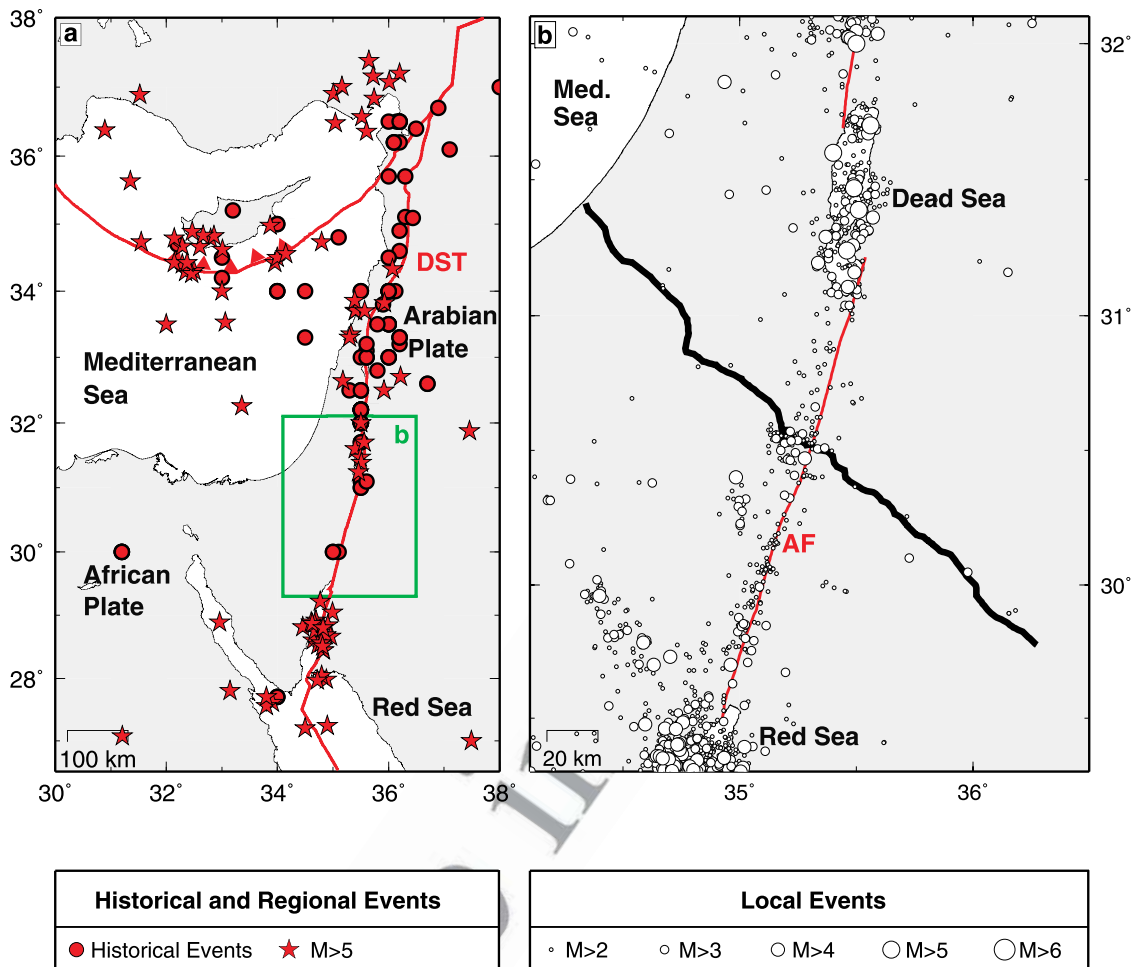 38°
36°
34°
32°
30°
28°
30
32
34
36
38
a
DST
Arabian
Plate
Mediterranean
Sea
b
African
Plate
Red Sea
100 km
b
Med.
Sea
Dead Sea
AF
Red Sea
20 km
32°
31°
30°
35°
36°
Historical and Regional Events
Historical Events M>5
Local Events
M>2 M>3 M>4 M>5 M>6